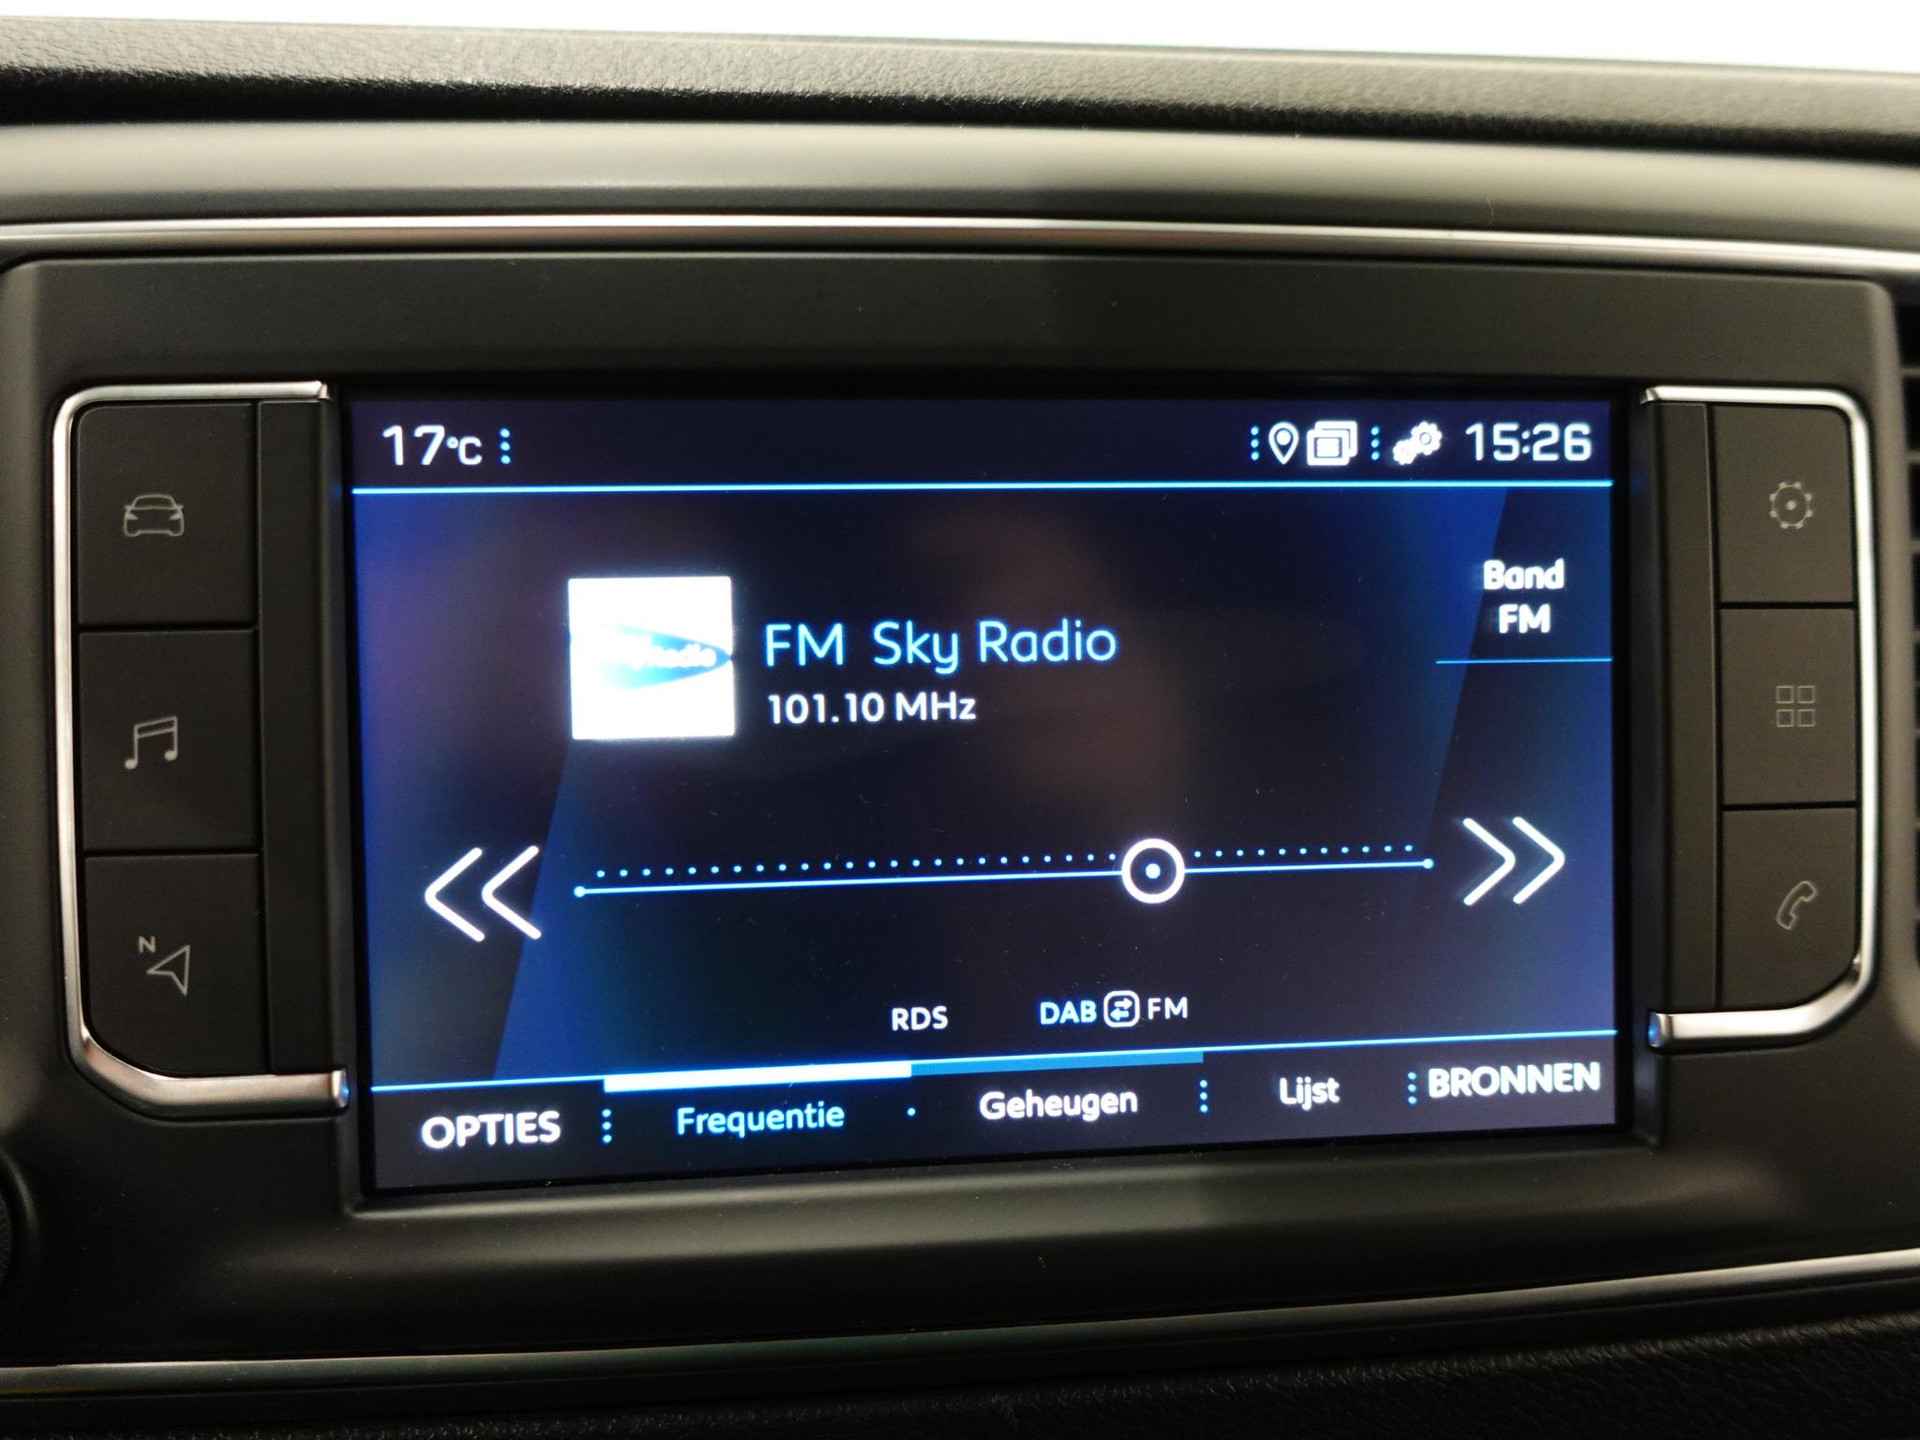 17°C
15:26
Band
FM
FM Sky Radio
101.10 MHz
N
RDS
DAB FM
OPTIES
Frequentie
Geheugen
Lijst
BRONNEN